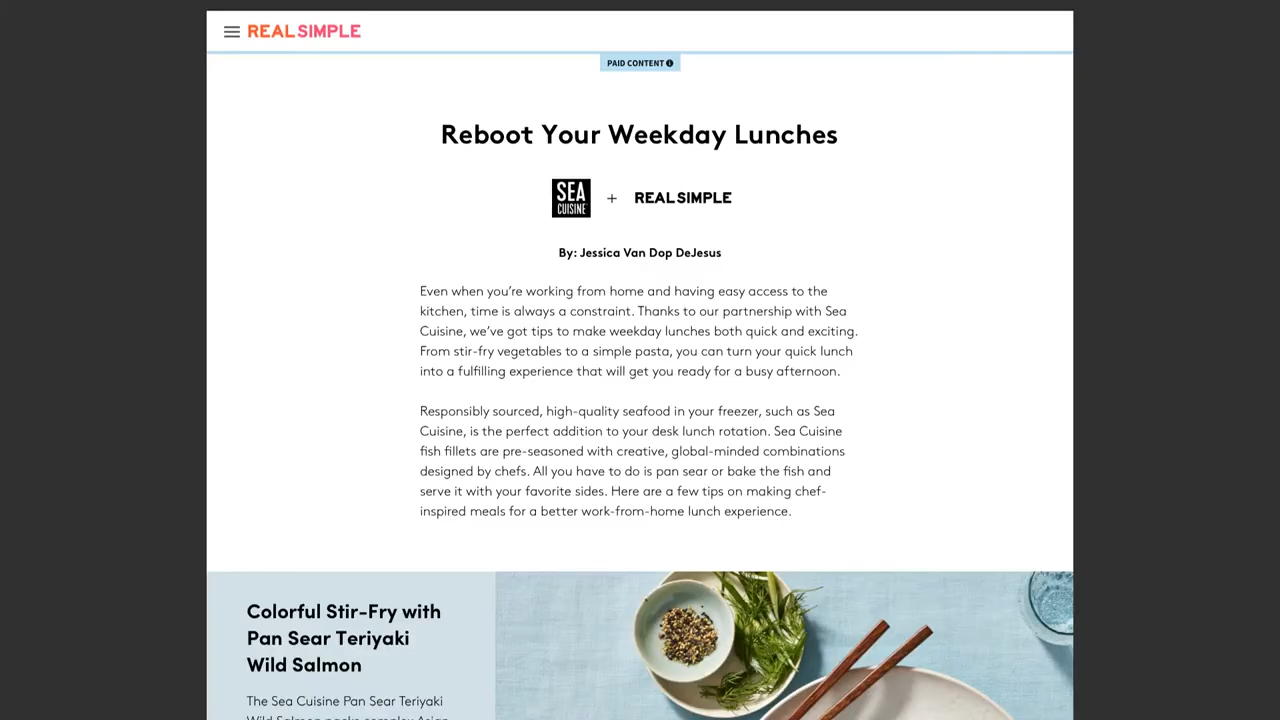 REAL SIMPLE
PAID CONTENT
Reboot Your Weekday Lunches
SEA
CUISINE
+
REAL SIMPLE
By: Jessica Van Dop DeJesus
Even when you’re working from home and having easy access to the
kitchen, time is always a constraint. Thanks to our partnership with Sea
Cuisine, we’ve got tips to make weekday lunches both quick and exciting.
From stir-fry vegetables to a simple pasta, you can turn your quick lunch
into a fulfilling experience that will get you ready for a busy afternoon.
Responsibly sourced, high-quality seafood in your freezer, such as Sea
Cuisine, is the perfect addition to your desk lunch rotation. Sea Cuisine
fish fillets are pre-seasoned with creative, global-minded combinations
designed by chefs. All you have to do is pan sear or bake the fish and
serve it with your favorite sides. Here are a few tips on making chef-
inspired meals for a better work-from-home lunch experience.
Colorful Stir-Fry with
Pan Sear Teriyaki
Wild Salmon
The Sea Cuisine Pan Sear Teriyaki
Wild Salmon packs complex Asian